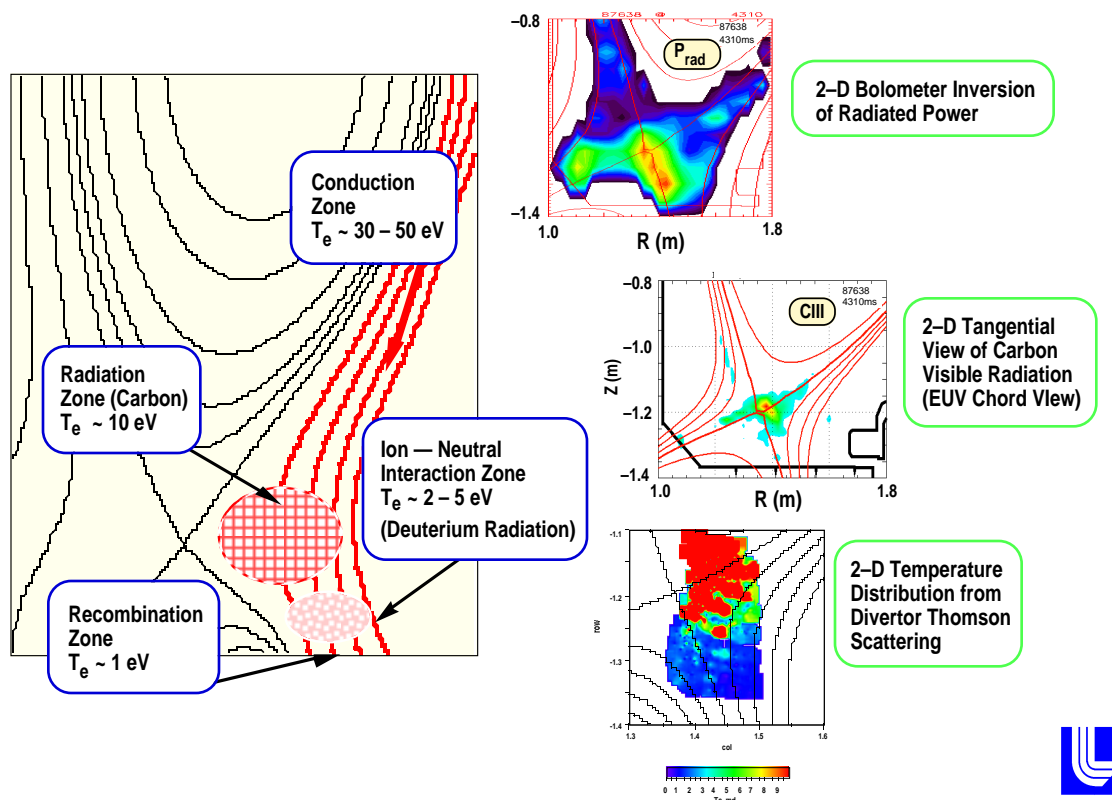 Conduction
Zone
Te ~ 30 – 50 eV
Radiation
Zone (Carbon)
Te ~ 10 eV
Ion — Neutral
Interaction Zone
Te ~ 2 – 5 eV
(Deuterium Radiation)
Recombination
Zone
Te ~ 1 eV
87638 @ 4310
–0.8
87638
4310ms
Prad
–1.4
1.0
1.8
R (m)
2–D Bolometer Inversion
of Radiated Power
–0.8
87638
4310ms
CIII
–1.0
Z (m)
–1.2
–1.4
1.0
1.8
R (m)
2–D Tangential
View of Carbon
Visible Radiation
(EUV Chord VIew)
-1.1
-1.2
row
-1.3
-1.4
1.3 1.4 1.5 1.6
col
0 1 2 3 4 5 6 7 8 9
2–D Temperature
Distribution from
Divertor Thomson
Scattering